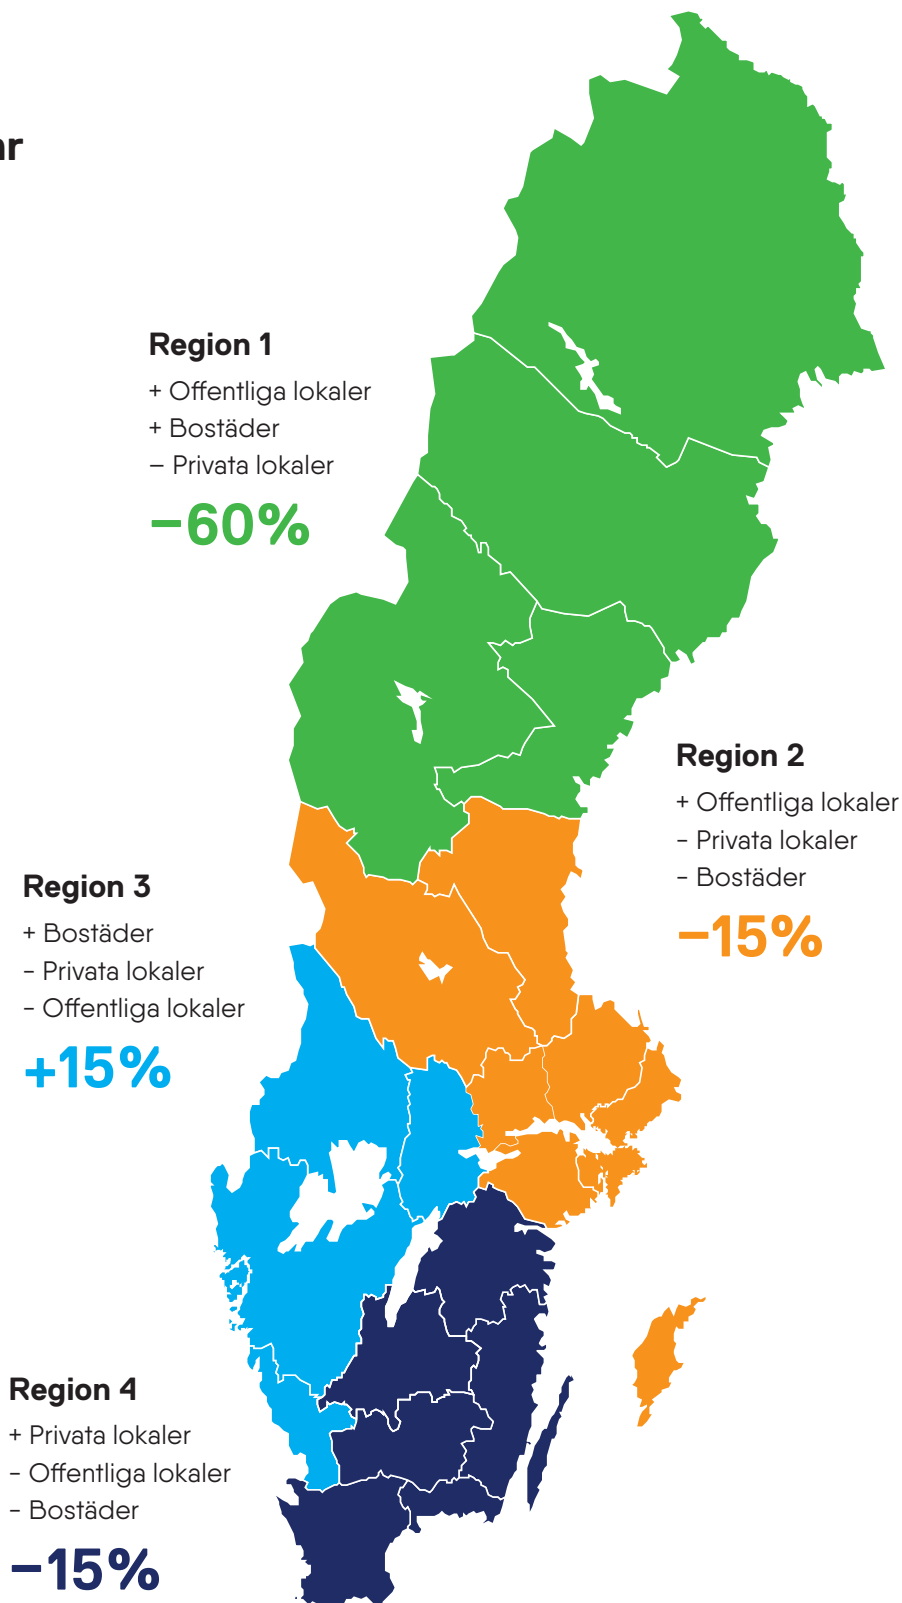 Region 1
+ Offentliga lokaler
+ Bostäder
– Privata lokaler
–60%
Region 2
+ Offentliga lokaler
- Privata lokaler
- Bostäder
–15%
Region 3
+ Bostäder
- Privata lokaler
- Offentliga lokaler
+15%
Region 4
+ Privata lokaler
- Offentliga lokaler
- Bostäder
–15%